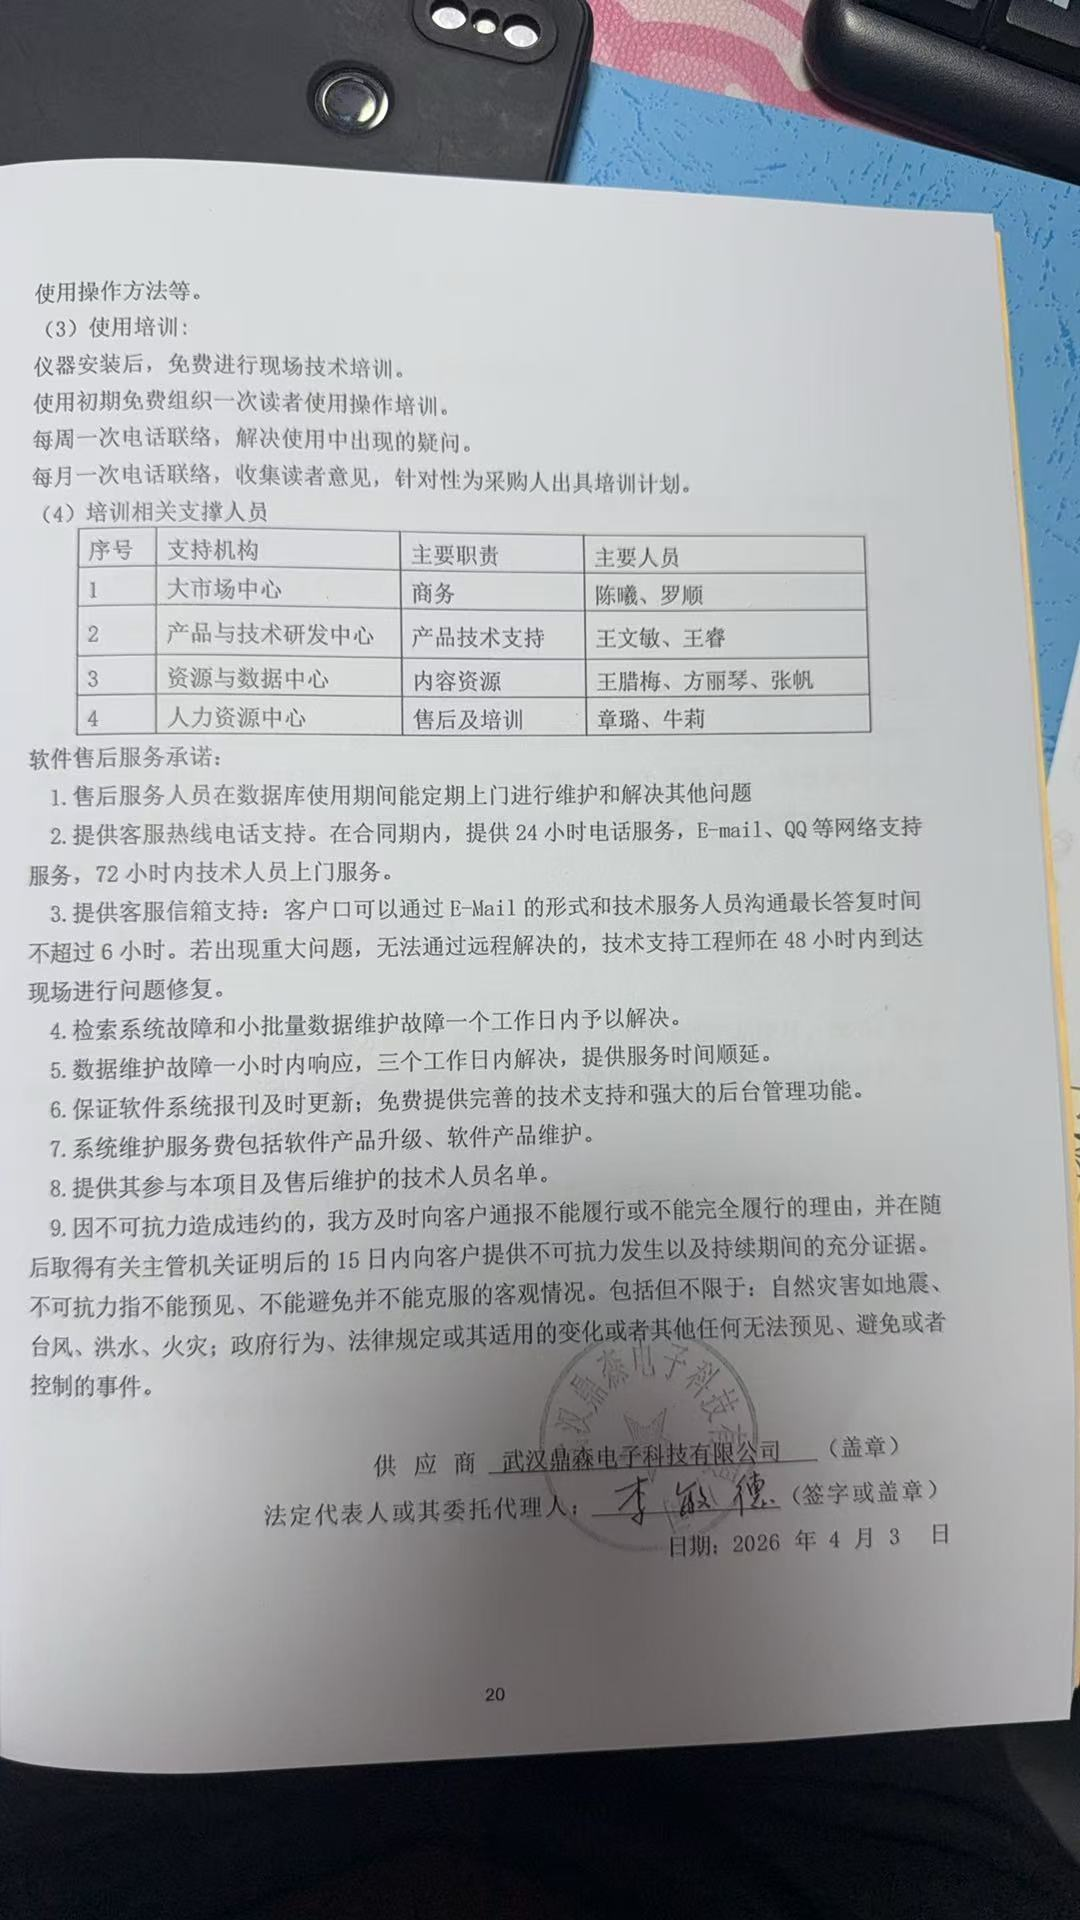 使用操作方法等。
（3）使用培训：
仪器安装后，免费进行现场技术培训。
使用初期免费组织一次读者使用操作培训。
每周一次电话联络，解决使用中出现的疑问。
每月一次电话联络，收集读者意见，针对性为采购人出具培训计划。
（4）培训相关支撑人员
序号 支持机构 主要职责 主要人员
1 大市场中心 商务 陈曦、罗顺
2 产品与技术研发中心 产品技术支持 王文敏、王睿
3 资源与数据中心 内容资源 王腊梅、方丽琴、张帆
4 人力资源中心 售后及培训 章璐、牛莉
软件售后服务承诺：
1.售后服务人员在数据库使用期间能定期上门进行维护和解决其他问题
2.提供客服热线电话支持。在合同期内，提供 24 小时电话服务，E-mail、QQ 等网络支持
服务，72 小时内技术人员上门服务。
3.提供客服信箱支持：客户口可以通过 E-Mail 的形式和技术服务人员沟通最长答复时间
不超过 6 小时。若出现重大问题，无法通过远程解决的，技术支持工程师在 48 小时内到达
现场进行问题修复。
4.检索系统故障和小批量数据维护故障一个工作日内予以解决。
5.数据维护故障一小时内响应，三个工作日内解决，提供服务时间顺延。
6.保证软件系统报刊及时更新；免费提供完善的技术支持和强大的后台管理功能。
7.系统维护服务费包括软件产品升级、软件产品维护。
8.提供其参与本项目及售后维护的技术人员名单。
9.因不可抗力造成违约的，我方及时向客户通报不能履行或不能完全履行的理由，并在随
后取得有关主管机关证明后的 15 日内向客户提供不可抗力发生以及持续期间的充分证据。
不可抗力指不能预见、不能避免并不能克服的客观情况。包括但不限于：自然灾害如地震、
台风、洪水、火灾；政府行为、法律规定或其适用的变化或者其他任何无法预见、避免或者
控制的事件。
汉鼎森电子科技有
供 应 商 武汉鼎森电子科技有限公司 （盖章）
法定代表人或其委托代理人：李敏德（签字或盖章）
日期：2026 年 4 月 3 日
20